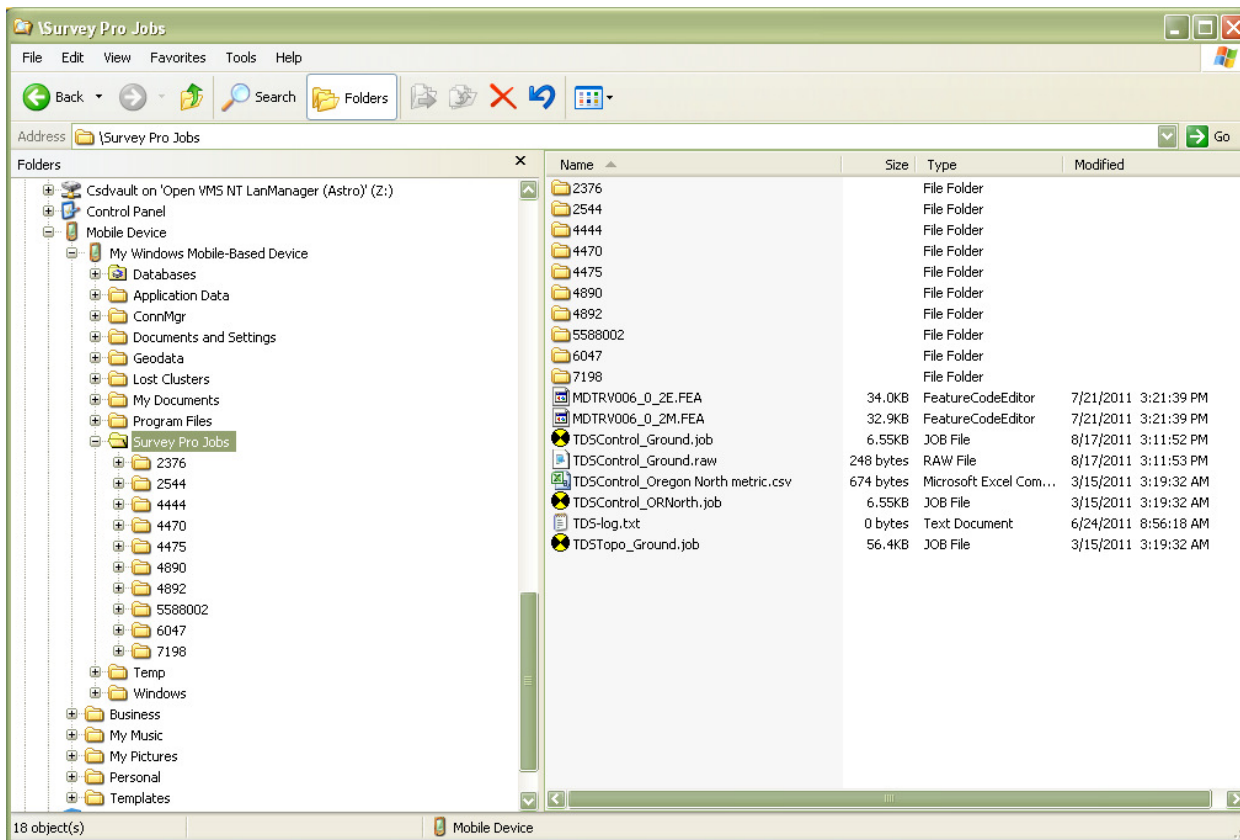 \Survey Pro Jobs
File Edit View Favorites Tools Help
Back Search Folders
Address \Survey Pro Jobs Go
Folders
Csdvault on 'Open VMS NT LanManager (Astro)' (Z:)
Control Panel
Mobile Device
My Windows Mobile-Based Device
Databases
Application Data
ConnMgr
Documents and Settings
Geodata
Lost Clusters
My Documents
Program Files
Survey Pro Jobs
2376
2544
4444
4470
4475
4890
4892
5588002
6047
7198
Temp
Windows
Business
My Music
My Pictures
Personal
Templates
Name Size Type Modified
2376 File Folder
2544 File Folder
4444 File Folder
4470 File Folder
4475 File Folder
4890 File Folder
4892 File Folder
5588002 File Folder
6047 File Folder
7198 File Folder
MDTRV006_0_2E.FEA 34.0KB FeatureCodeEditor 7/21/2011 3:21:39 PM
MDTRV006_0_2M.FEA 32.9KB FeatureCodeEditor 7/21/2011 3:21:39 PM
TDSControl_Ground.job 6.55KB JOB File 8/17/2011 3:11:52 PM
TDSControl_Ground.raw 248 bytes RAW File 8/17/2011 3:11:53 PM
TDSControl_Oregon North metric.csv 674 bytes Microsoft Excel Com... 3/15/2011 3:19:32 AM
TDSControl_ORNorth.job 6.55KB JOB File 3/15/2011 3:19:32 AM
TDS-log.txt 0 bytes Text Document 6/24/2011 8:56:18 AM
TDSTopo_Ground.job 56.4KB JOB File 3/15/2011 3:19:32 AM
18 object(s) Mobile Device